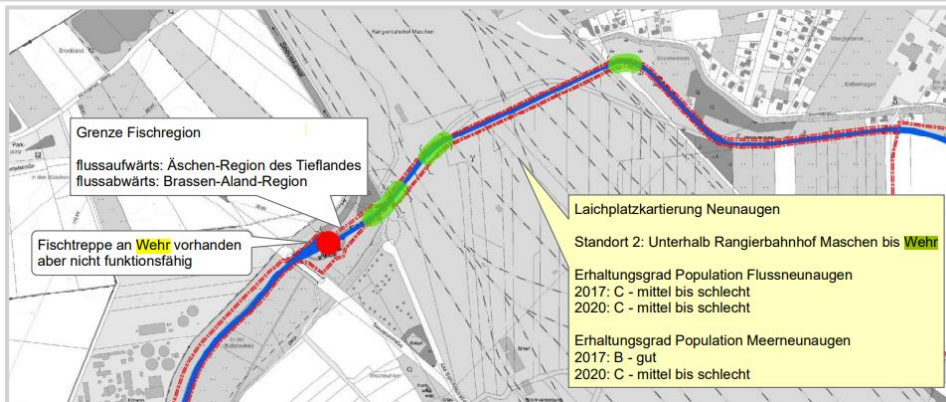 Brookland
Rangierbahnhof Maschen
Grenze Fischregion
flussaufwärts: Äschen-Region des Tieflandes
flussabwärts: Brassen-Aland-Region
Fischtreppe an Wehr vorhanden
aber nicht funktionsfähig
Laichplatzkartierung Neunaugen
Standort 2: Unterhalb Rangierbahnhof Maschen bis Wehr
Erhaltungsgrad Population Flussneunaugen
2017: C - mittel bis schlecht
2020: C - mittel bis schlecht
Erhaltungsgrad Population Meerneunaugen
2017: B - gut
2020: C - mittel bis schlecht